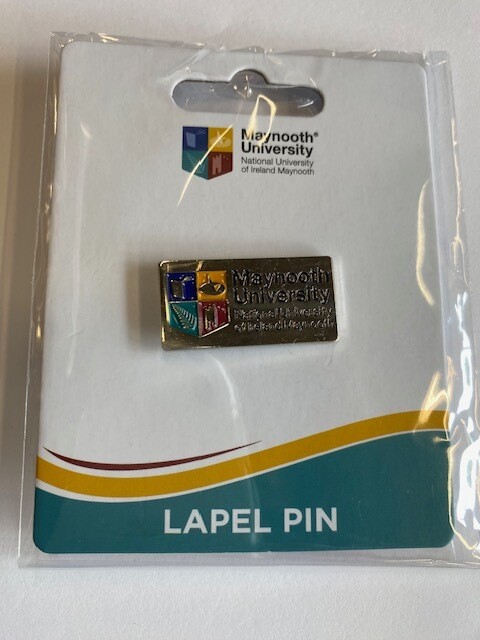 Maynooth®
University
National University
of Ireland Maynooth
Maynooth
University
National University
of Ireland Maynooth
LAPEL PIN